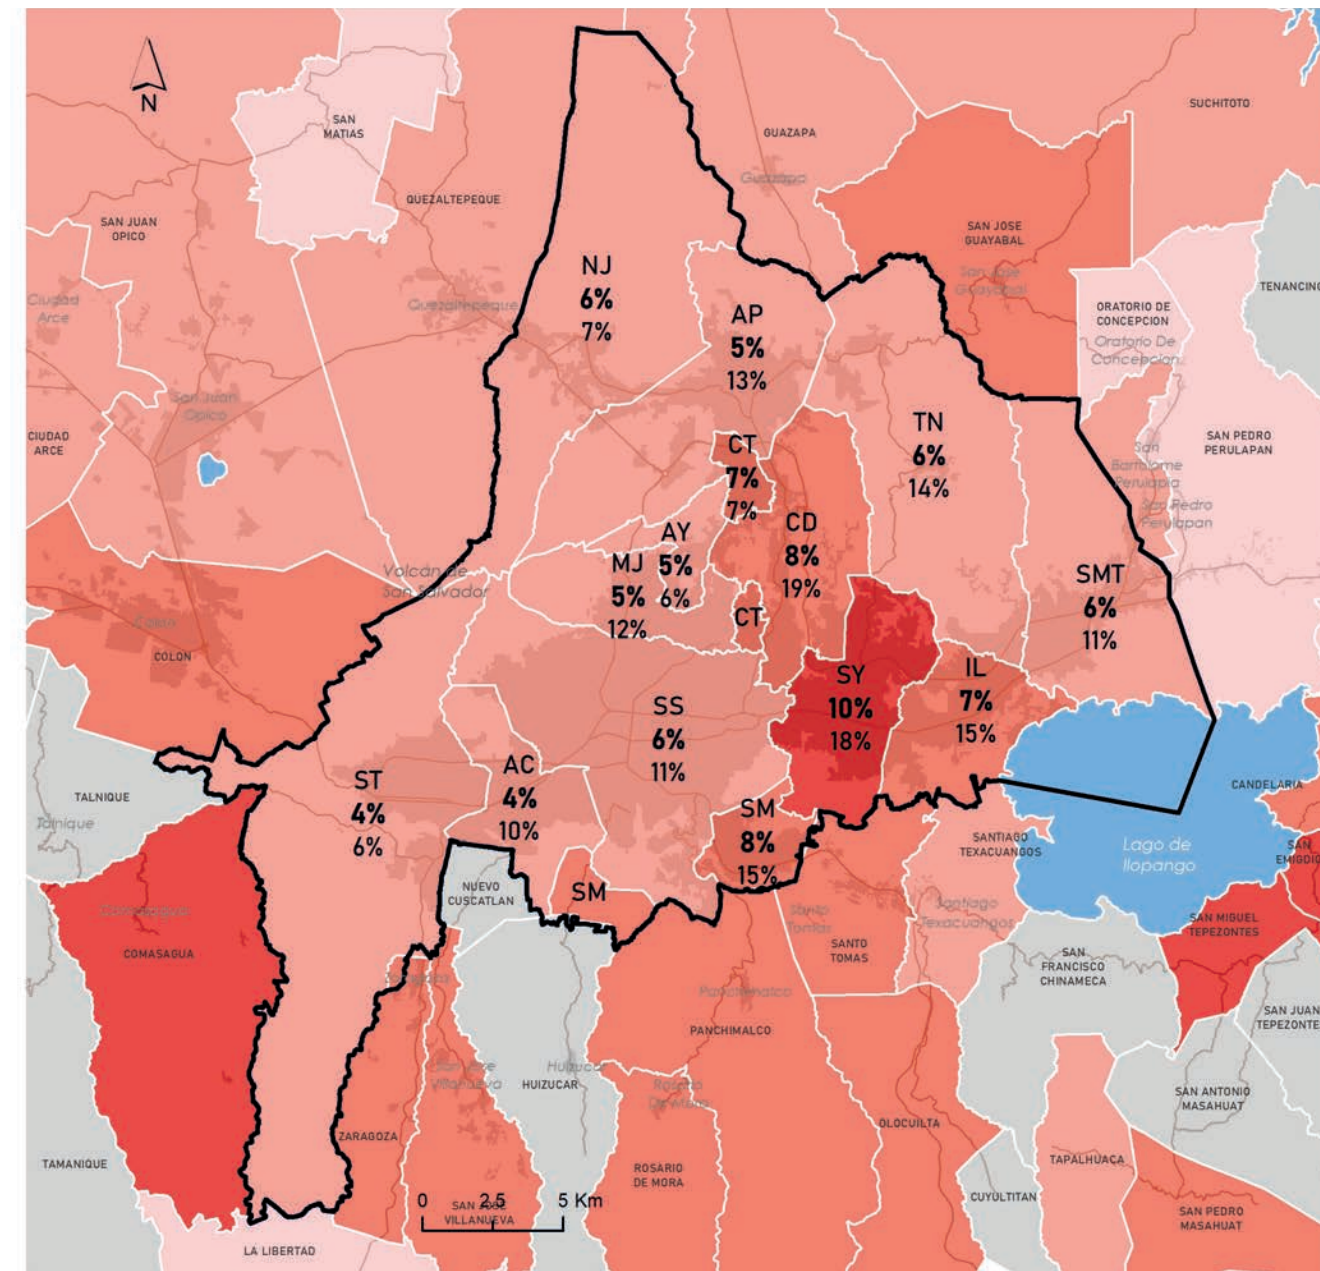 N
SUCHITOTO
SAN
MATIAS
GUAZAPA
Guazapa
QUEZALTEPEQUE
SAN JUAN
OPICO
SAN JOSE
GUAYABAL
San Jose
Guayabal
TENANCINGO
NJ
6%
7%
Ciudad
Arce
Quezaltepeque
ORATORIO DE
CONCEPCION
Oratorio De
Concepcion
AP
5%
13%
San Juan
Opico
CIUDAD
ARCE
TN
6%
14%
SAN PEDRO
PERULAPAN
San
Bartolome
Perulapia
San Pedro
Perulapan
CT
7%
7%
CD
8%
19%
AY
5%
6%
MJ
5%
12%
Volcán de
San Salvador
SMT
6%
11%
CT
Colon
COLON
SY
10%
18%
IL
7%
15%
SS
6%
11%
ST
4%
6%
AC
4%
10%
CANDELARIA
TALNIQUE
Talnique
SM
8%
15%
SANTIAGO
TEXACUANGOS
Lago de
Ilopango
SAN
EMIGDIO
NUEVO
CUSCATLAN
SM
Comasagua
COMASAGUA
Santo
Tomas
Santiago
Texacuangos
SAN MIGUEL
TEPEZONTES
SANTO
TOMAS
SAN
FRANCISCO
CHINAMECA
Zaragoza
Panchimalco
PANCHIMALCO
SAN JUAN
TEPEZONTE
San Jose
Villanueva
Huizucar
HUIZUCAR
Rosario
De Mora
SAN ANTONIO
MASAHUAT
OLOCUILTA
ZARAGOZA
TAMANIQUE
ROSARIO
DE MORA
TAPALHUACA
CUYULTITAN
0 2.5 5 Km
SAN JOSE
VILLANUEVA
SAN PEDRO
MASAHUAT
LA LIBERTAD